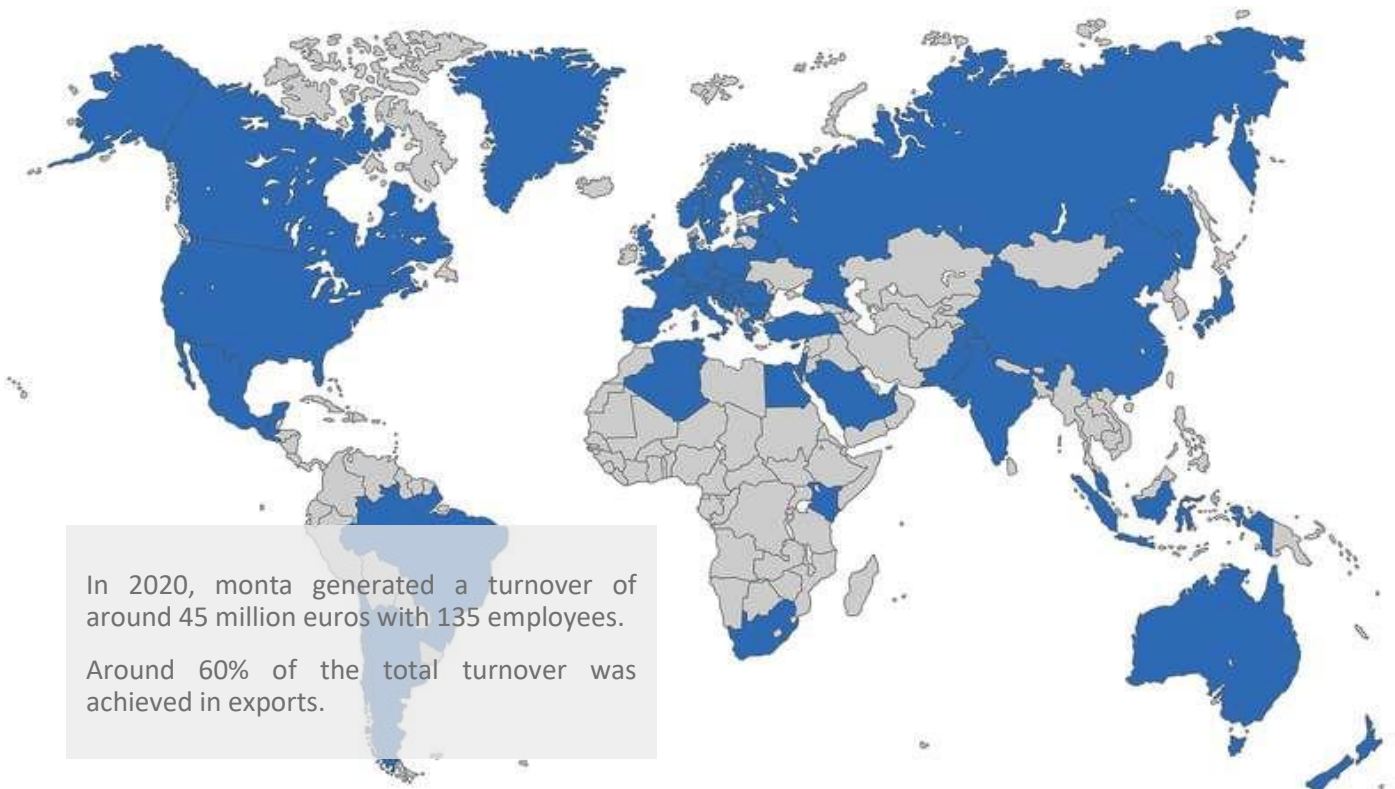 In 2020, monta generated a turnover of
around 45 million euros with 135 employees.
Around 60% of the total turnover was
achieved in exports.